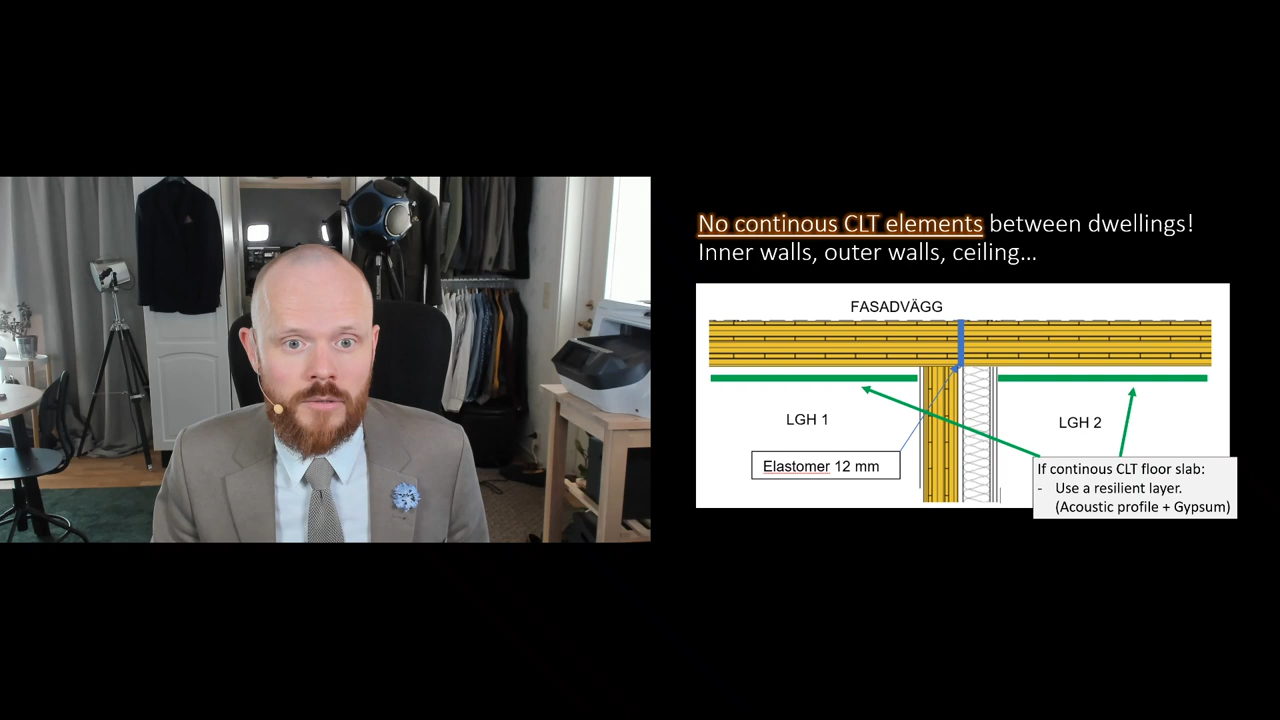 No continous CLT elements between dwellings!
Inner walls, outer walls, ceiling…
FASADVÄGG
LGH 1
LGH 2
Elastomer 12 mm
If continous CLT floor slab:
- Use a resilient layer.
(Acoustic profile + Gypsum)